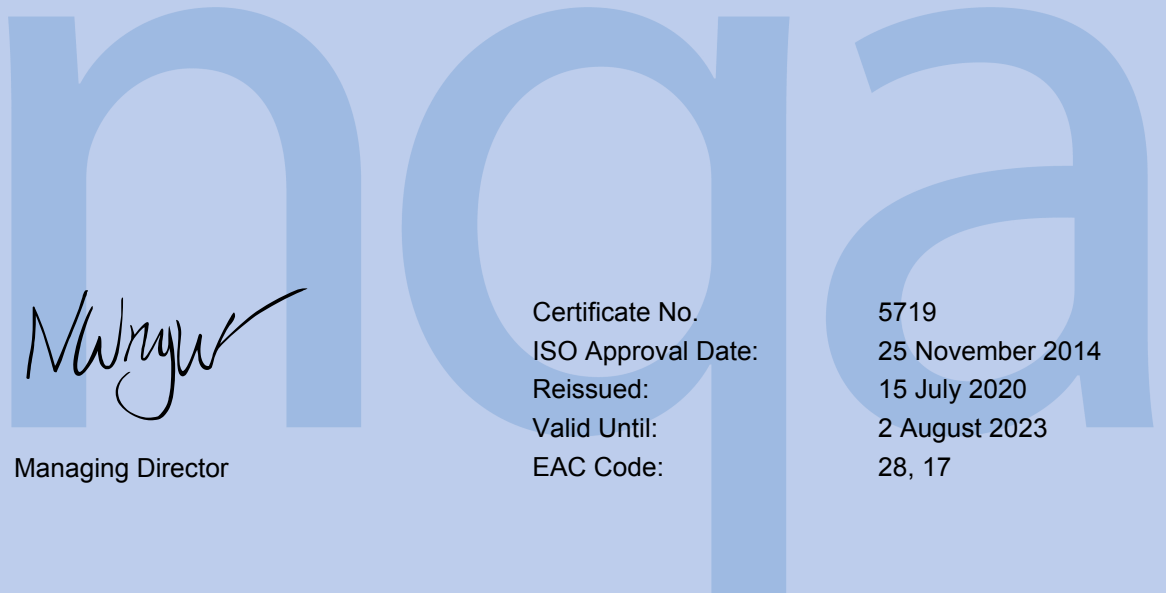 nqa
Certificate No. 5719
ISO Approval Date: 25 November 2014
Reissued: 15 July 2020
Valid Until: 2 August 2023
Managing Director EAC Code: 28, 17